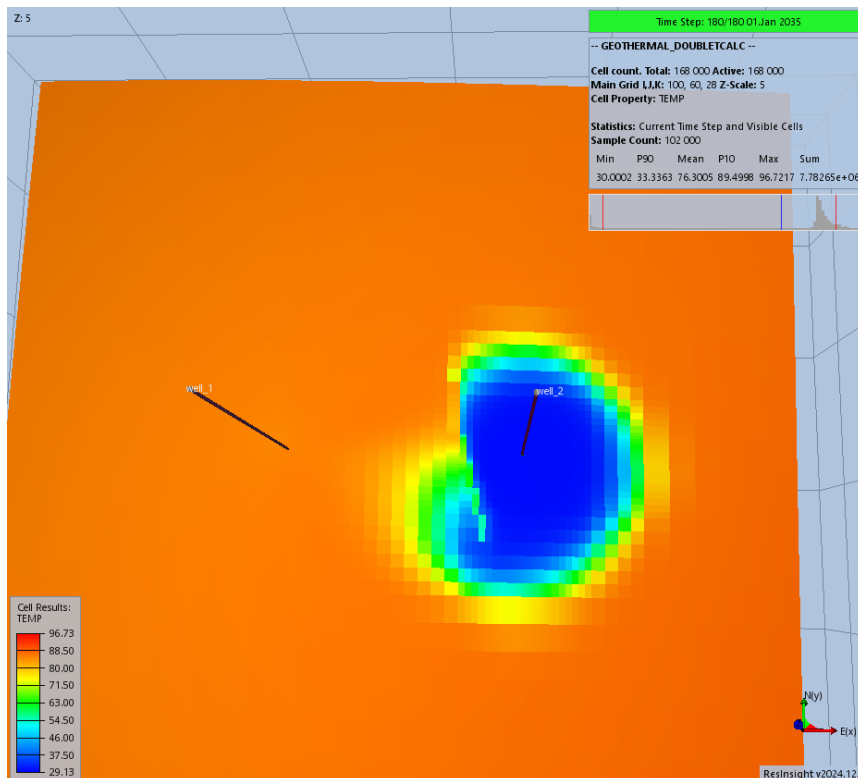 Z: 5
Time Step: 180/180 01.Jan 2035
-- GEOTHERMAL_DOUBLETCALC --
Cell count. Total: 168 000 Active: 168 000
Main Grid I,J,K: 100, 60, 28 Z-Scale: 5
Cell Property: TEMP
Statistics: Current Time Step and Visible Cells
Sample Count: 102 000
Min P90 Mean P10 Max Sum
30.0002 33.3363 76.3005 89.4998 96.7217 7.78265e+06
well_1
well_2
Cell Results:
TEMP
96.73
88.50
80.00
71.50
63.00
54.50
46.00
37.50
29.13
N(y)
E(x)
ResInsight v2024.12